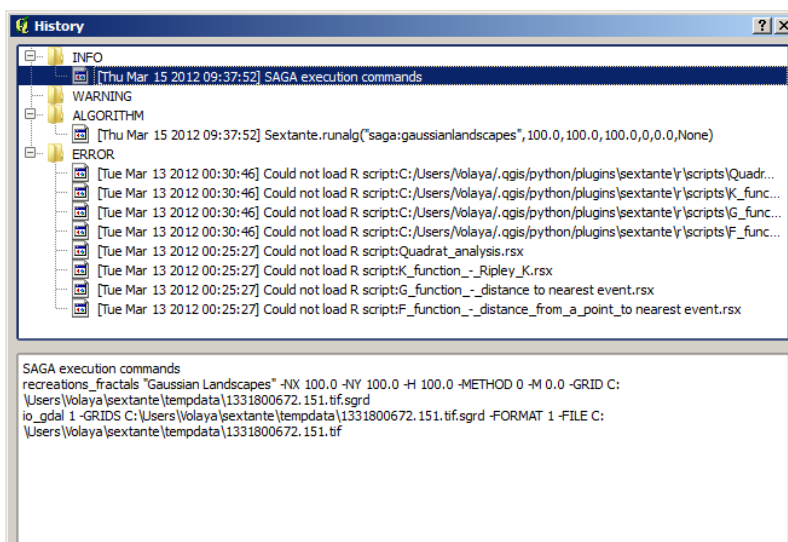 History
INFO
[Thu Mar 15 2012 09:37:52] SAGA execution commands
WARNING
ALGORITHM
[Thu Mar 15 2012 09:37:52] Sextante.runalg("saga:gaussianlandscapes",100.0,100.0,100.0,0,0.0,None)
ERROR
[Tue Mar 13 2012 00:30:46] Could not load R script:C:/Users/Volaya/.qgis/python/plugins\sextante\r\scripts\Quadr...
[Tue Mar 13 2012 00:30:46] Could not load R script:C:/Users/Volaya/.qgis/python/plugins\sextante\r\scripts\K_func...
[Tue Mar 13 2012 00:30:46] Could not load R script:C:/Users/Volaya/.qgis/python/plugins\sextante\r\scripts\G_func...
[Tue Mar 13 2012 00:30:46] Could not load R script:C:/Users/Volaya/.qgis/python/plugins\sextante\r\scripts\F_func...
[Tue Mar 13 2012 00:25:27] Could not load R script:Quadrat_analysis.rsx
[Tue Mar 13 2012 00:25:27] Could not load R script:K_function_-_Ripley_K.rsx
[Tue Mar 13 2012 00:25:27] Could not load R script:G_function_-_distance to nearest event.rsx
[Tue Mar 13 2012 00:25:27] Could not load R script:F_function_-_distance_from_a_point_to nearest event.rsx
SAGA execution commands
recreations_fractals "Gaussian Landscapes" -NX 100.0 -NY 100.0 -H 100.0 -METHOD 0 -M 0.0 -GRID C:
\Users\Volaya\sextante\tempdata\1331800672.151.tif.sgrd
io_gdal 1 -GRIDS C:\Users\Volaya\sextante\tempdata\1331800672.151.tif.sgrd -FORMAT 1 -FILE C:
\Users\Volaya\sextante\tempdata\1331800672.151.tif